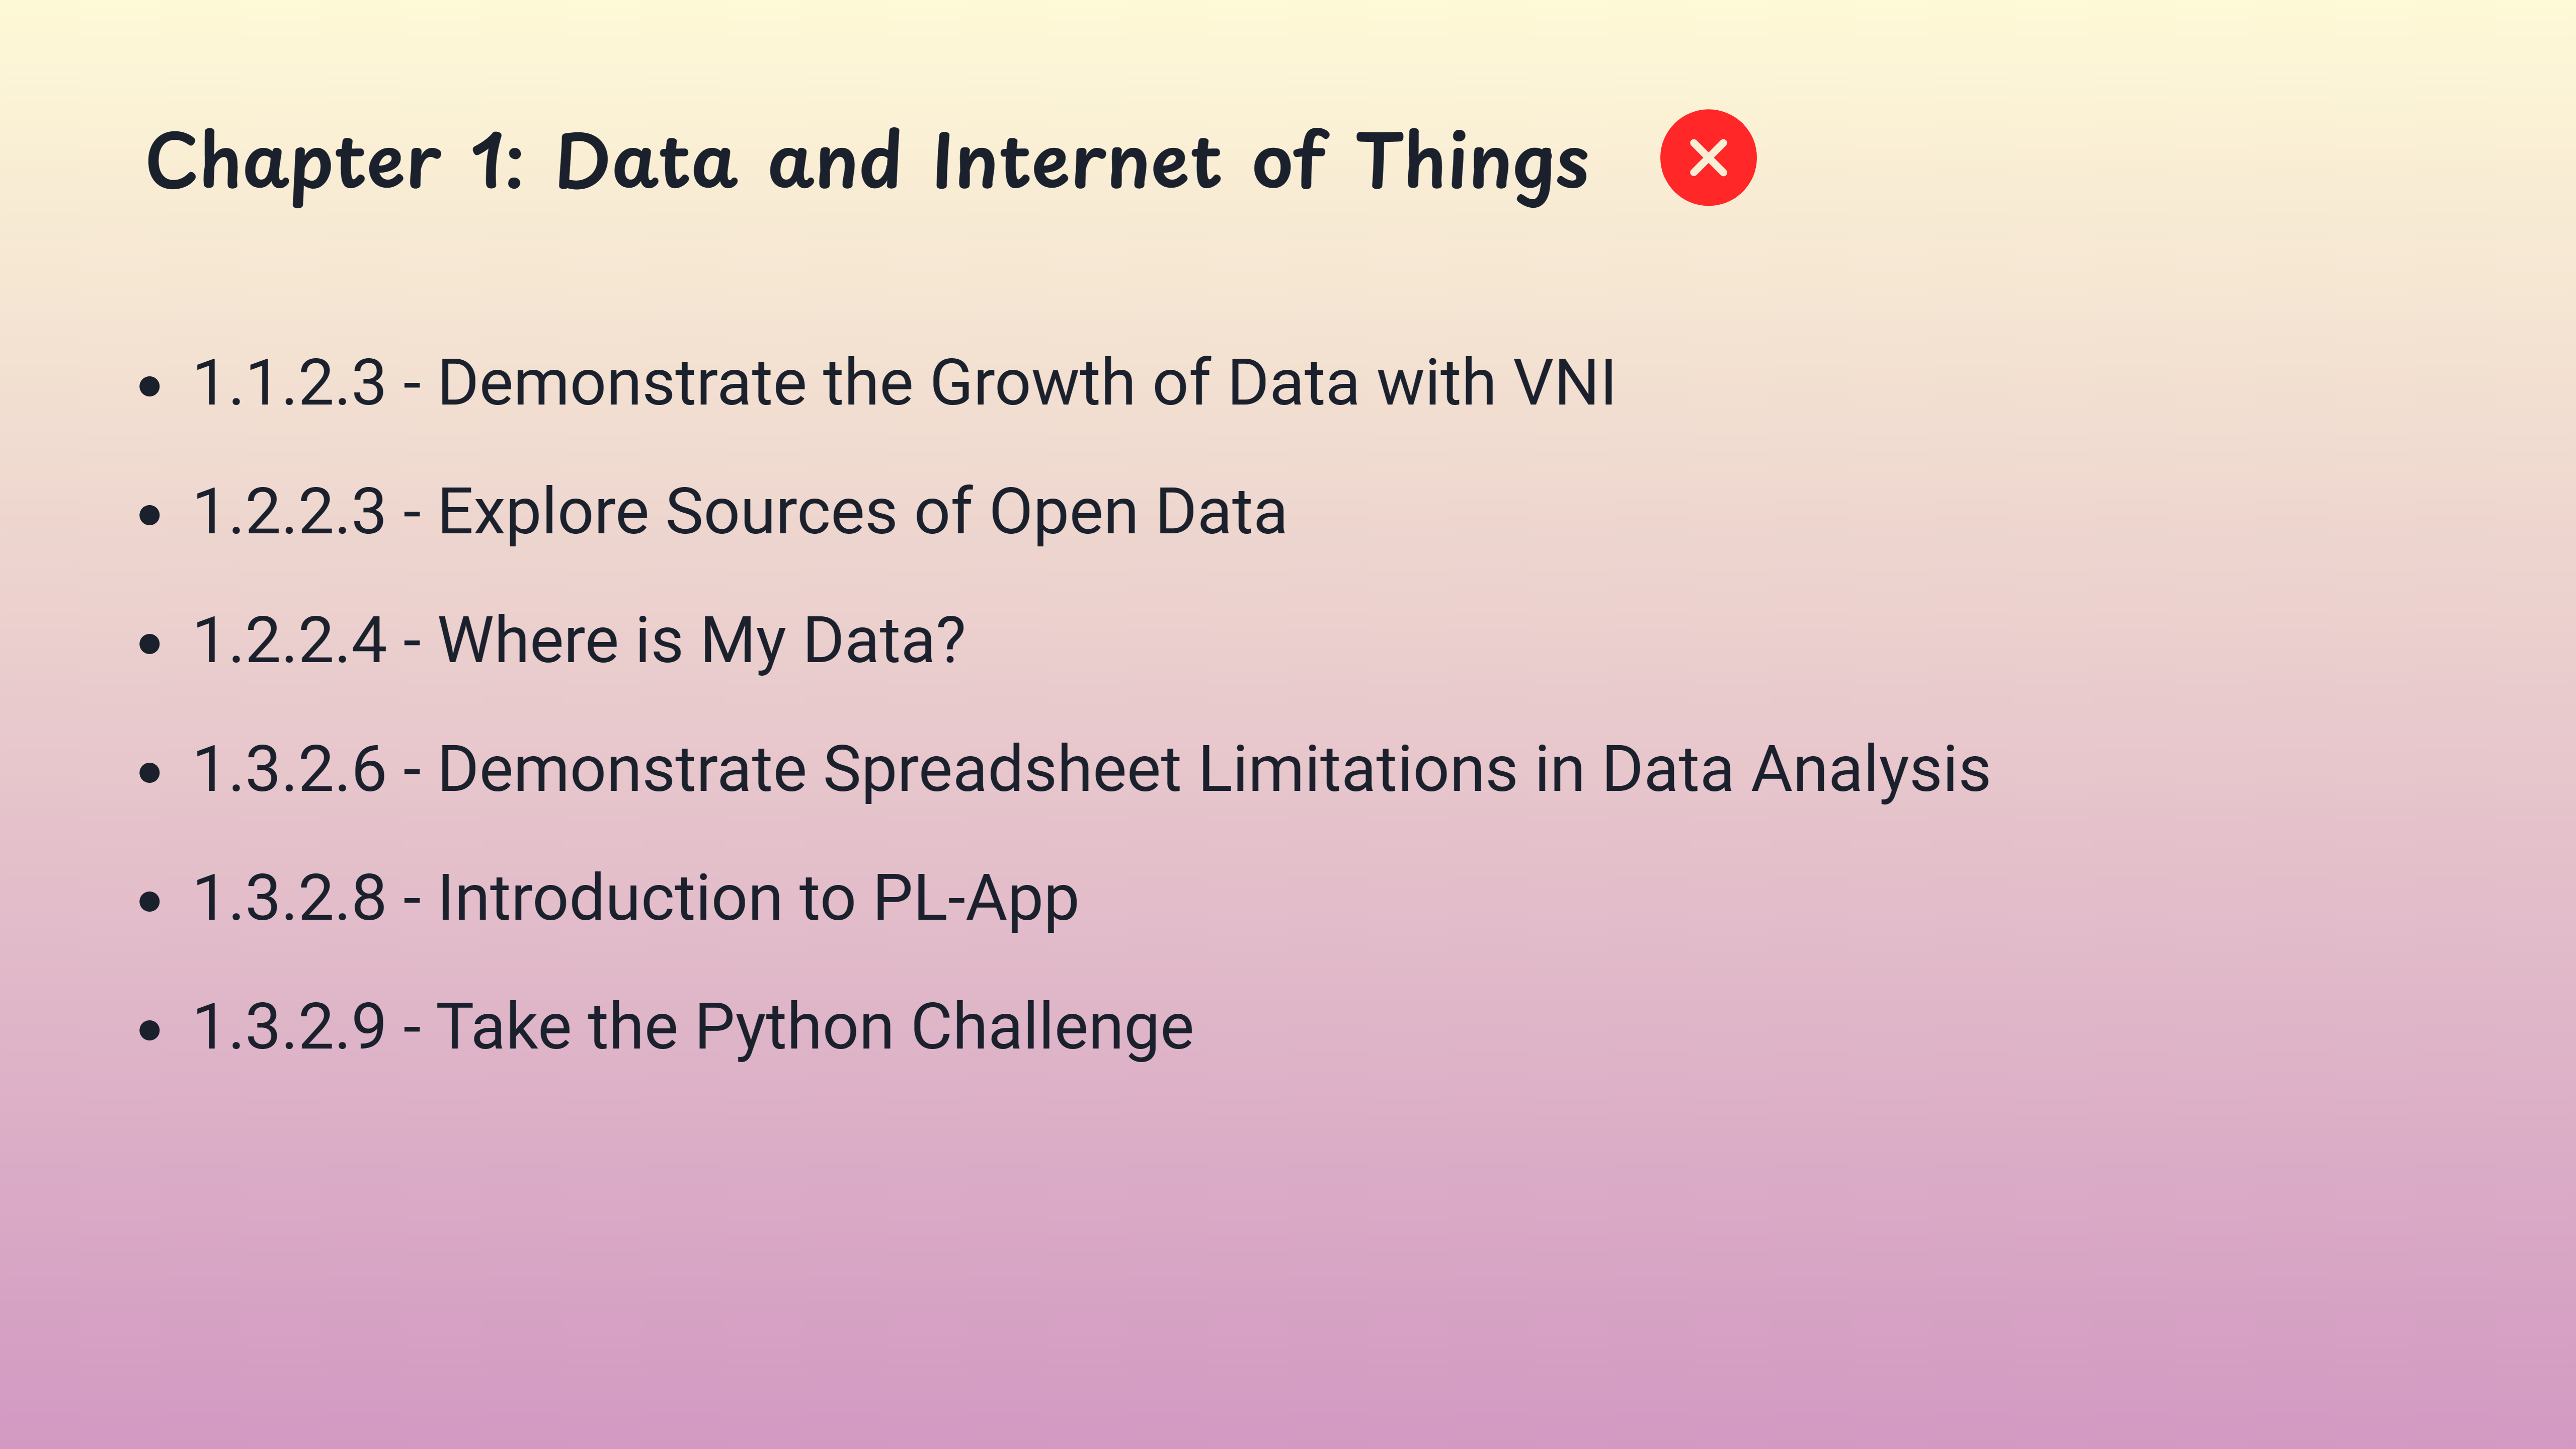 Chapter 1: Data and Internet of Things
• 1.1.2.3 - Demonstrate the Growth of Data with VNI
• 1.2.2.3 - Explore Sources of Open Data
• 1.2.2.4 - Where is My Data?
• 1.3.2.6 - Demonstrate Spreadsheet Limitations in Data Analysis
• 1.3.2.8 - Introduction to PL-App
• 1.3.2.9 - Take the Python Challenge